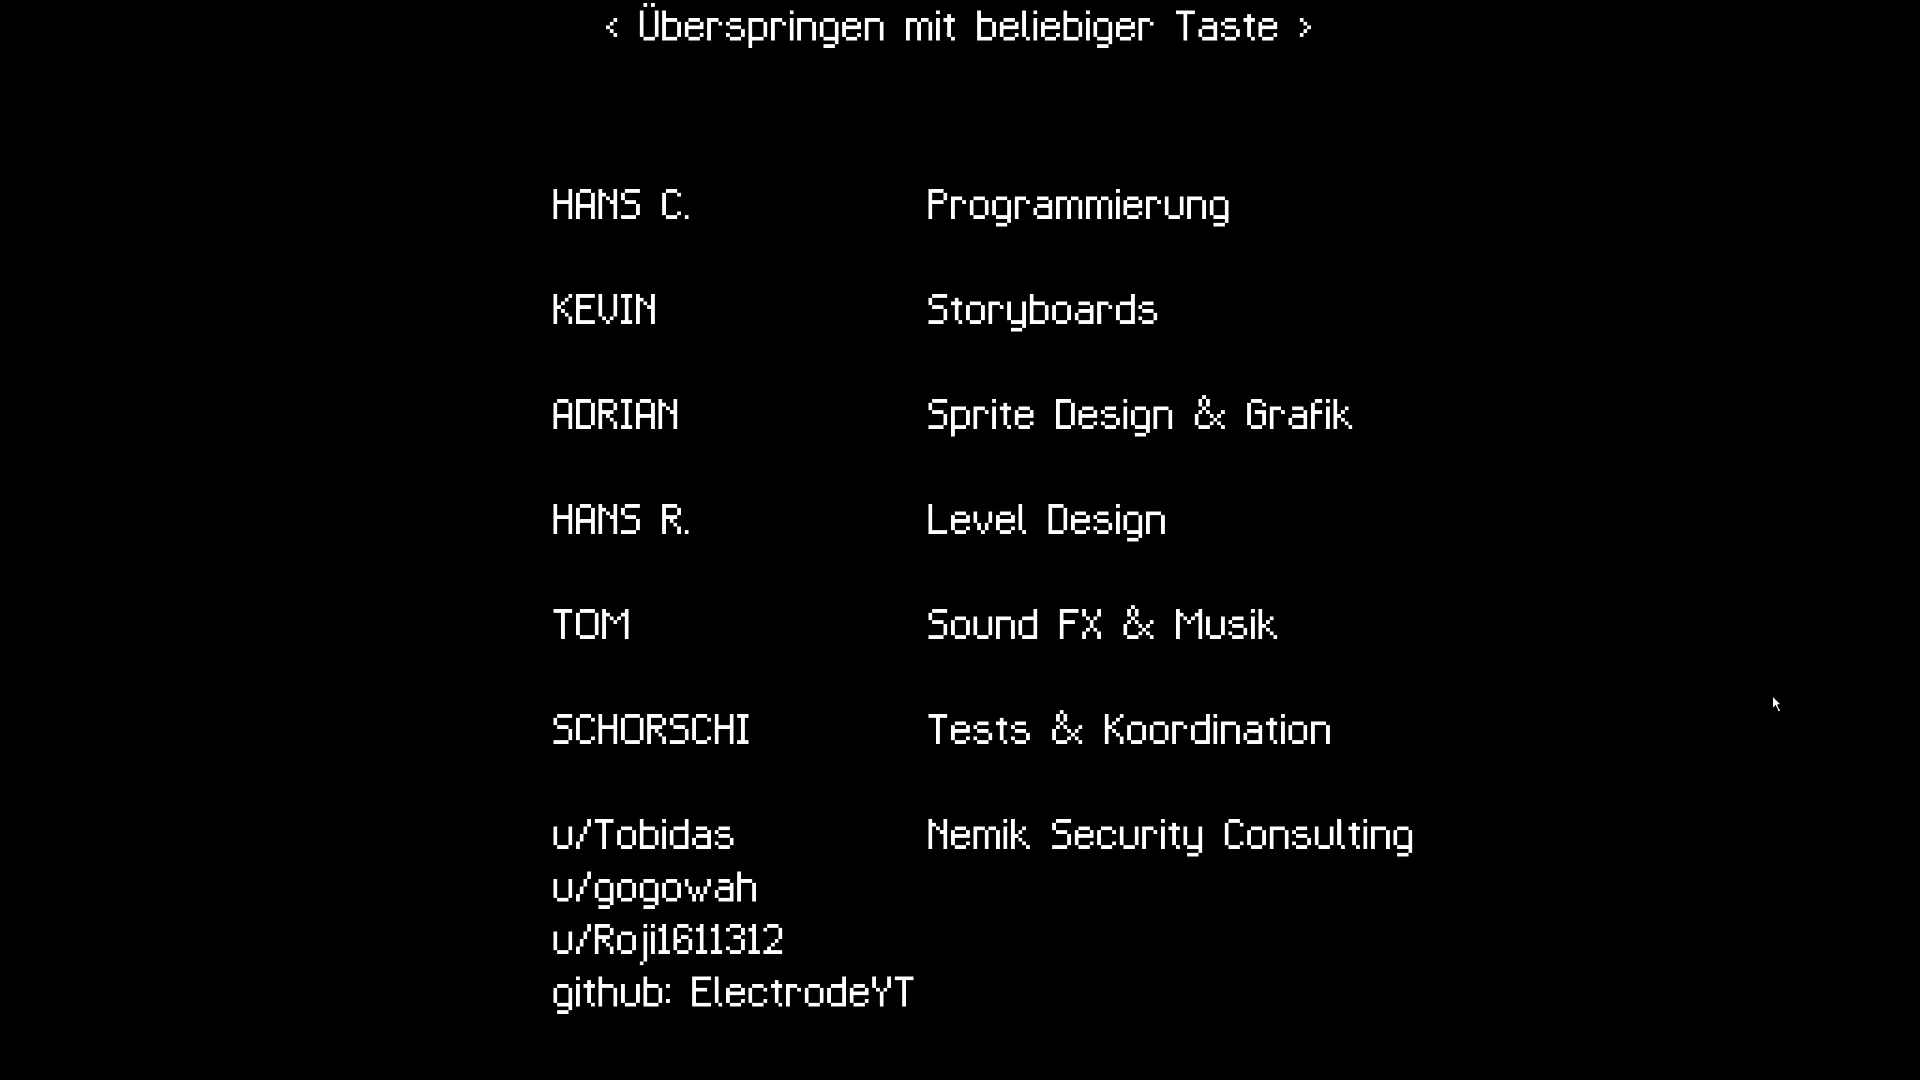 < Überspringen mit beliebiger Taste >
HANS C. Programmierung
KEVIN Storyboards
ADRIAN Sprite Design & Grafik
HANS R. Level Design
TOM Sound FX & Musik
SCHORSCHI Tests & Koordination
u/Tobidas Nemik Security Consulting
u/gogowah
u/Roji1611312
github: ElectrodeYT